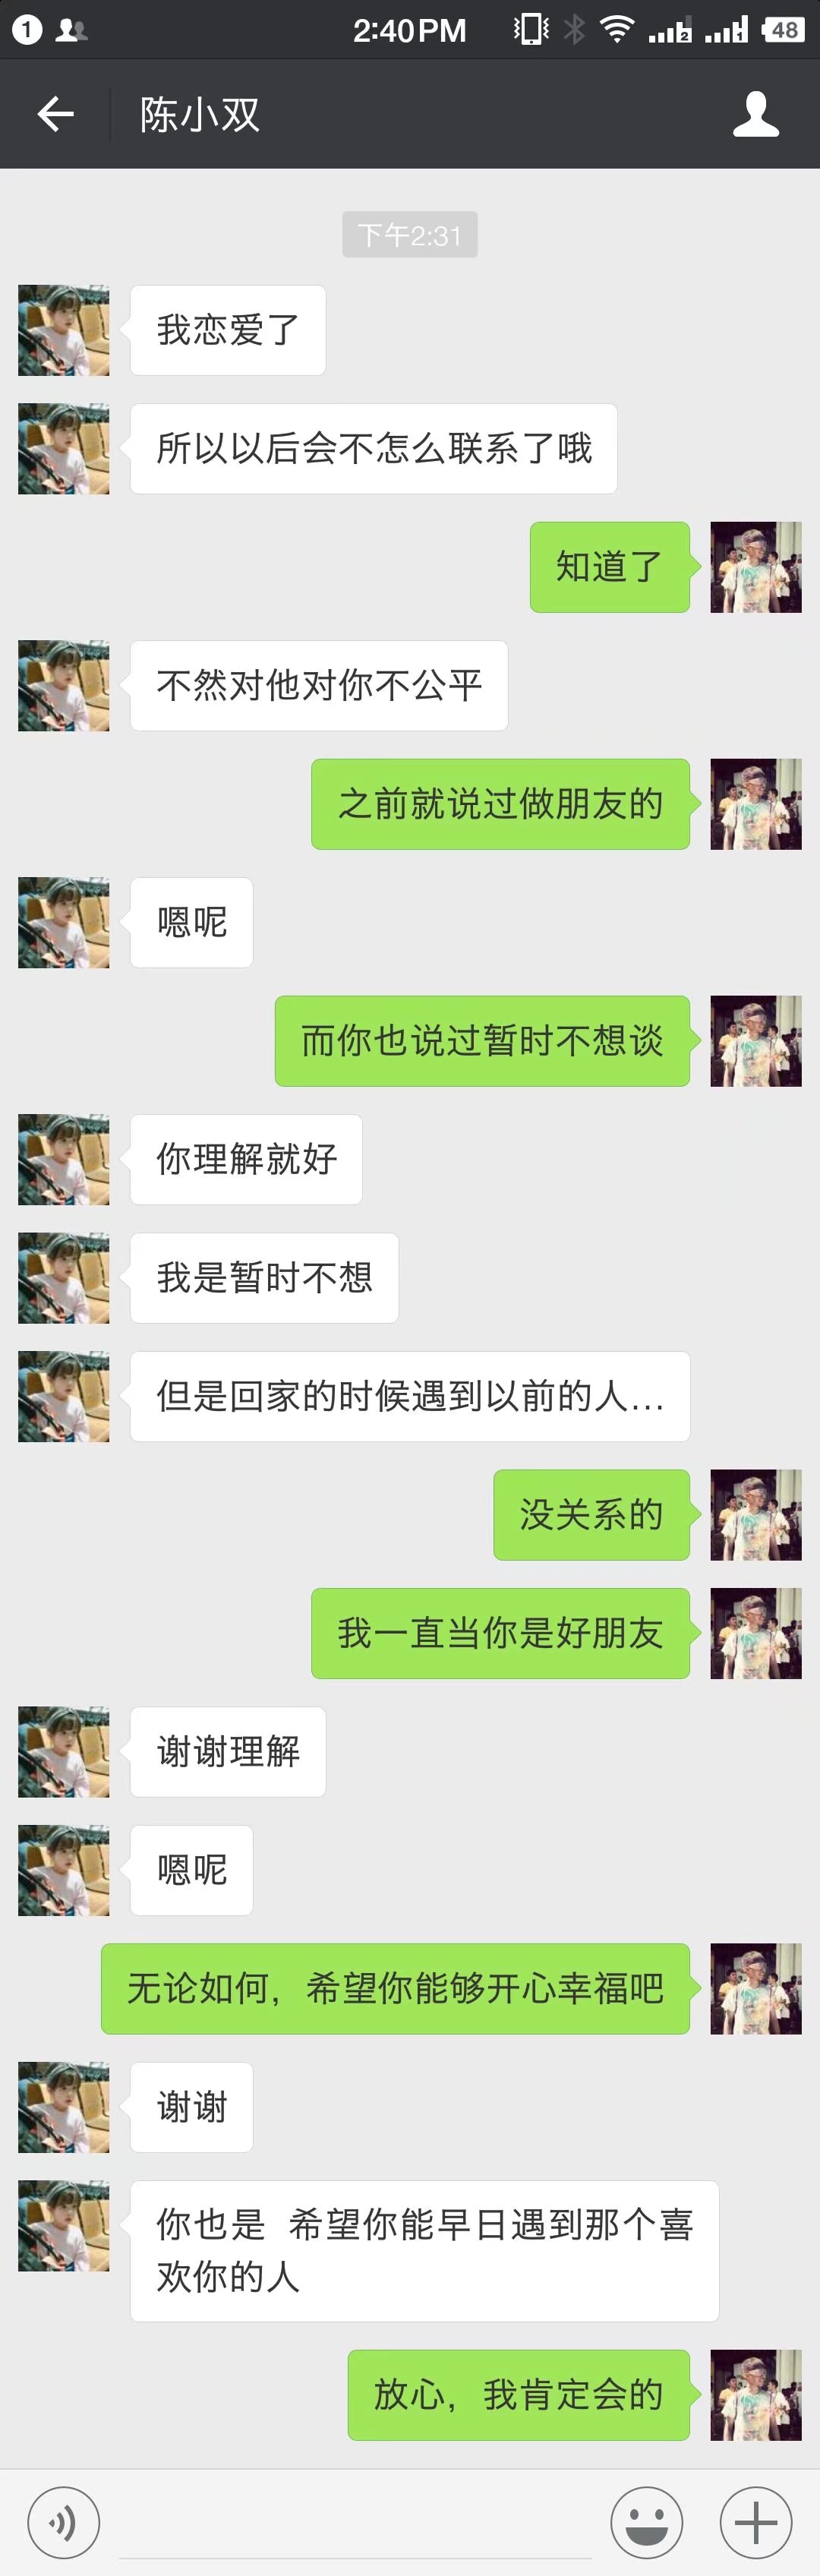 1
2:40PM
2
1
48
陈小双
下午2:31
我恋爱了
所以以后会不怎么联系了哦
知道了
不然对他对你不公平
之前就说过做朋友的
嗯呢
而你也说过暂时不想谈
你理解就好
我是暂时不想
但是回家的时候遇到以前的人...
没关系的
我一直当你是好朋友
谢谢理解
嗯呢
无论如何，希望你能够开心幸福吧
谢谢
你也是 希望你能早日遇到那个喜
欢你的人
放心，我肯定会的